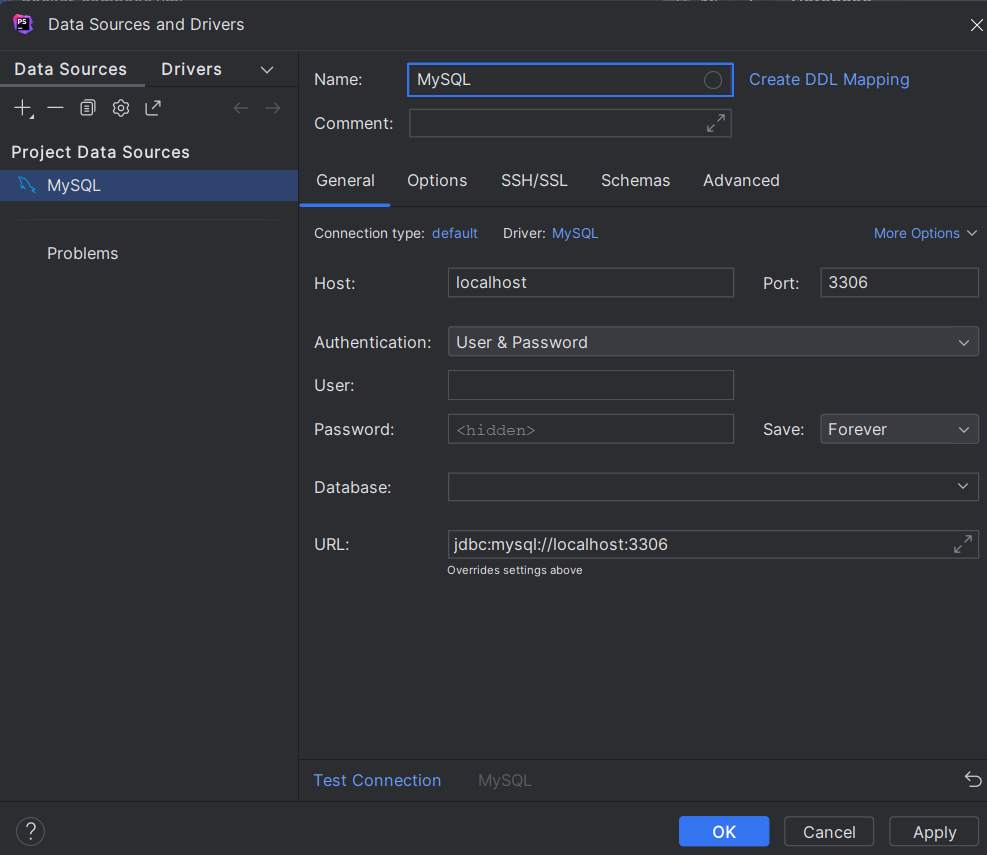 Data Sources and Drivers
Data Sources Drivers
Project Data Sources
MySQL
Problems
Name: MySQL Create DDL Mapping
Comment:
General Options SSH/SSL Schemas Advanced
Connection type: default Driver: MySQL More Options
Host: localhost Port: 3306
Authentication: User & Password
User:
Password: <hidden> Save: Forever
Database:
URL: jdbc:mysql://localhost:3306
Overrides settings above
Test Connection MySQL
? OK Cancel Apply